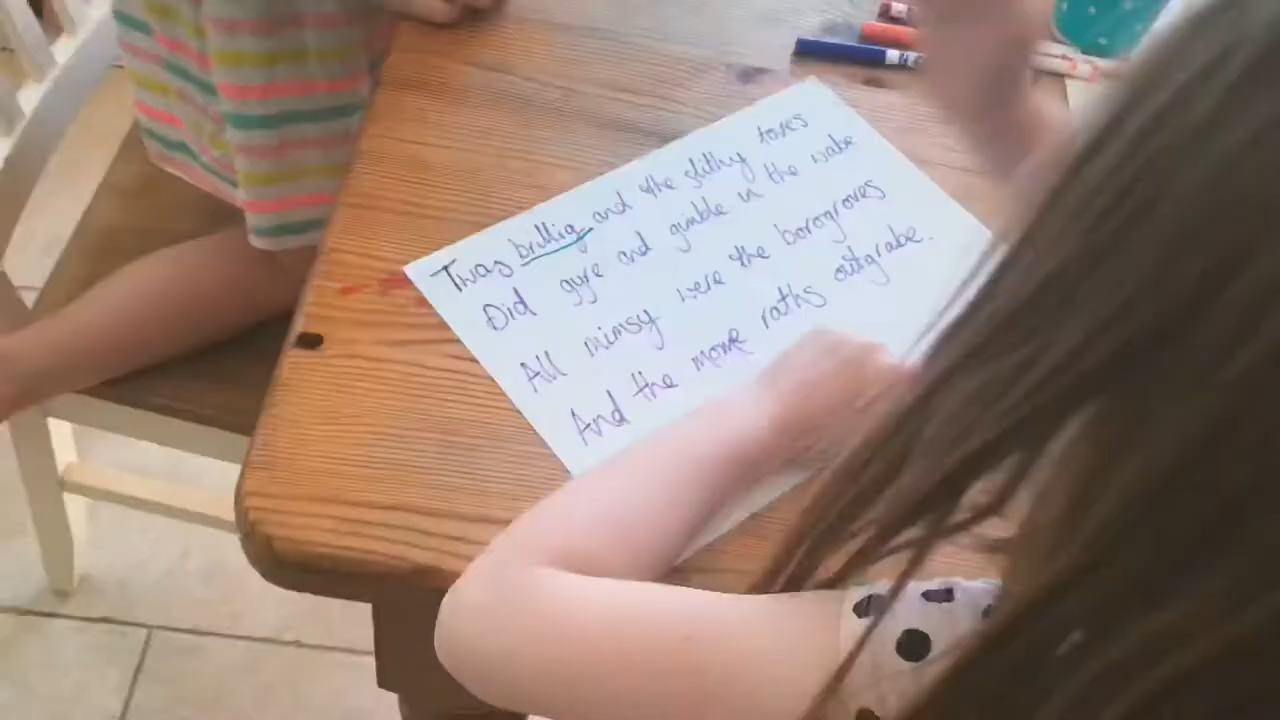 Twas brillig and the slithy toves
Did gyre and gimble in the wabe
All mimsy were the borogroves
And the mome raths outgrabe.